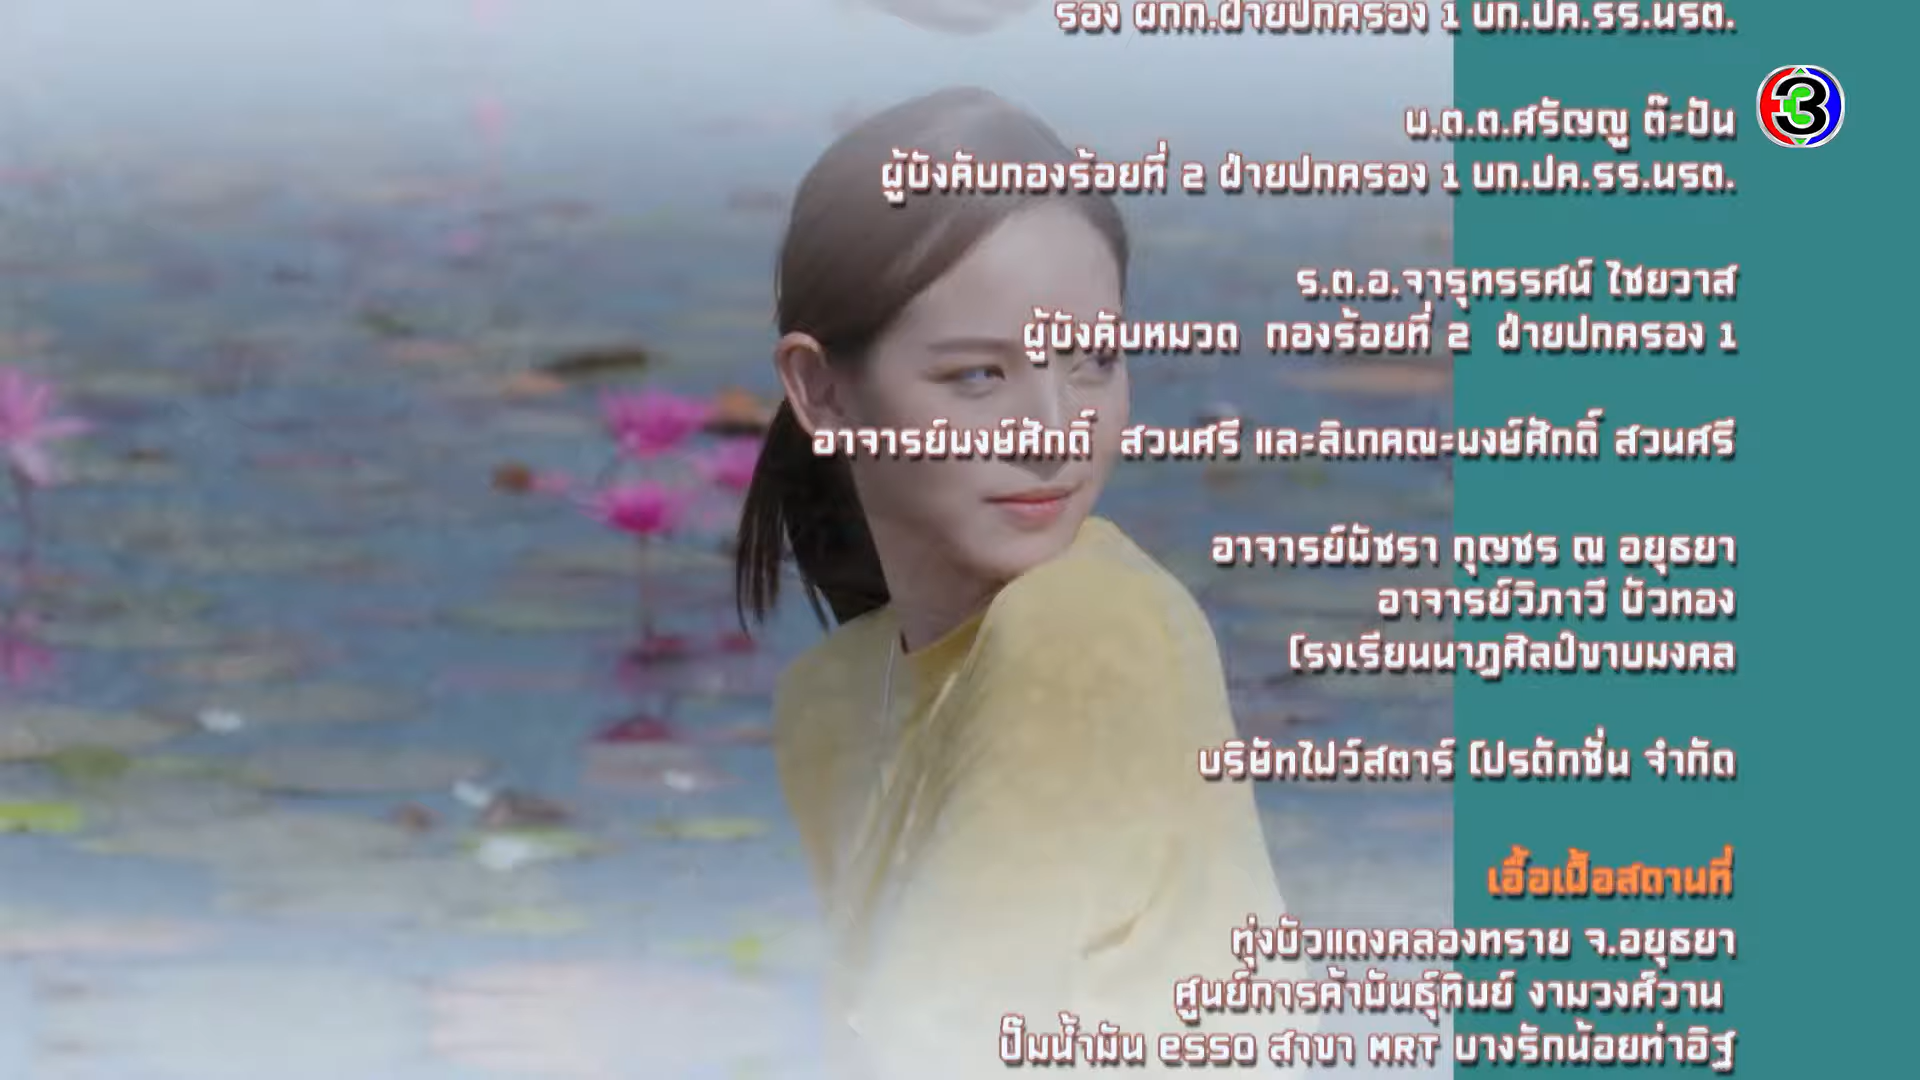 รอง ผกก.ฝ่ายปกครอง 1 บก.ปค.รร.นรต.
3
พ.ต.ต.ศรัญญู ต๊ะปัน
ผู้บังคับกองร้อยที่ 2 ฝ่ายปกครอง 1 บก.ปค.รร.นรต.
ร.ต.อ.จารุทรรศน์ ไชยวาส
ผู้บังคับหมวด กองร้อยที่ 2 ฝ่ายปกครอง 1
อาจารย์พงษ์ศักดิ์ สวนศรี และลิเกคณะพงษ์ศักดิ์ สวนศรี
อาจารย์พัชรา กุญชร ณ อยุธยา
อาจารย์วิภาวี บัวทอง
โรงเรียนนาฏศิลป์ขาบมงคล
บริษัทไฟว์สตาร์ โปรดักชั่น จำกัด
เอื้อเฟื้อสถานที่
ทุ่งบัวแดงคลองทราย จ.อยุธยา
ศูนย์การค้าพันธุ์ทิพย์ งามวงศ์วาน
ปั๊มน้ำมัน ESSO สาขา MRT บางรักน้อยท่าอิฐ